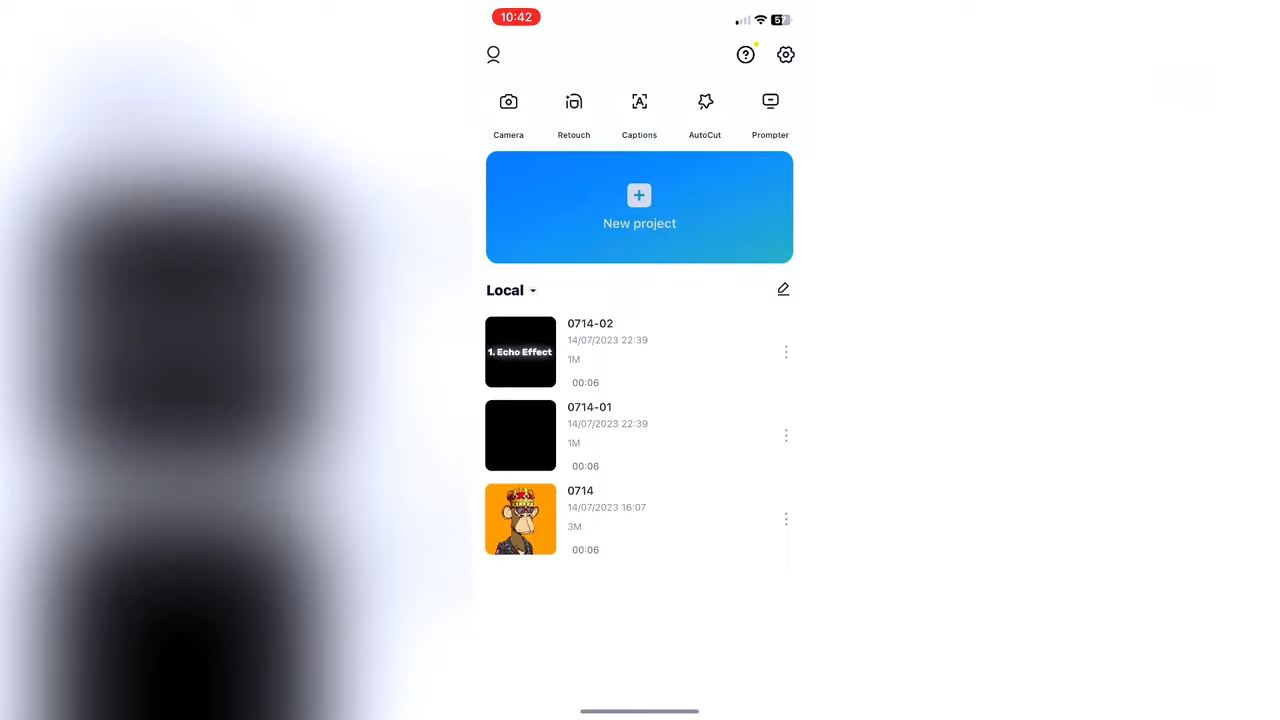 10:42
57
Camera
Retouch
Captions
AutoCut
Prompter
New project
Local
0714-02
14/07/2023 22:39
1M
00:06
1. Echo Effect
0714-01
14/07/2023 22:39
1M
00:06
0714
14/07/2023 16:07
3M
00:06